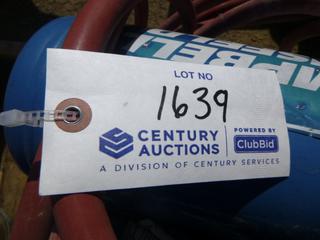 LOT NO
1639
CENTURY
AUCTIONS
POWERED BY
ClubBid
A DIVISION OF CENTURY SERVICES